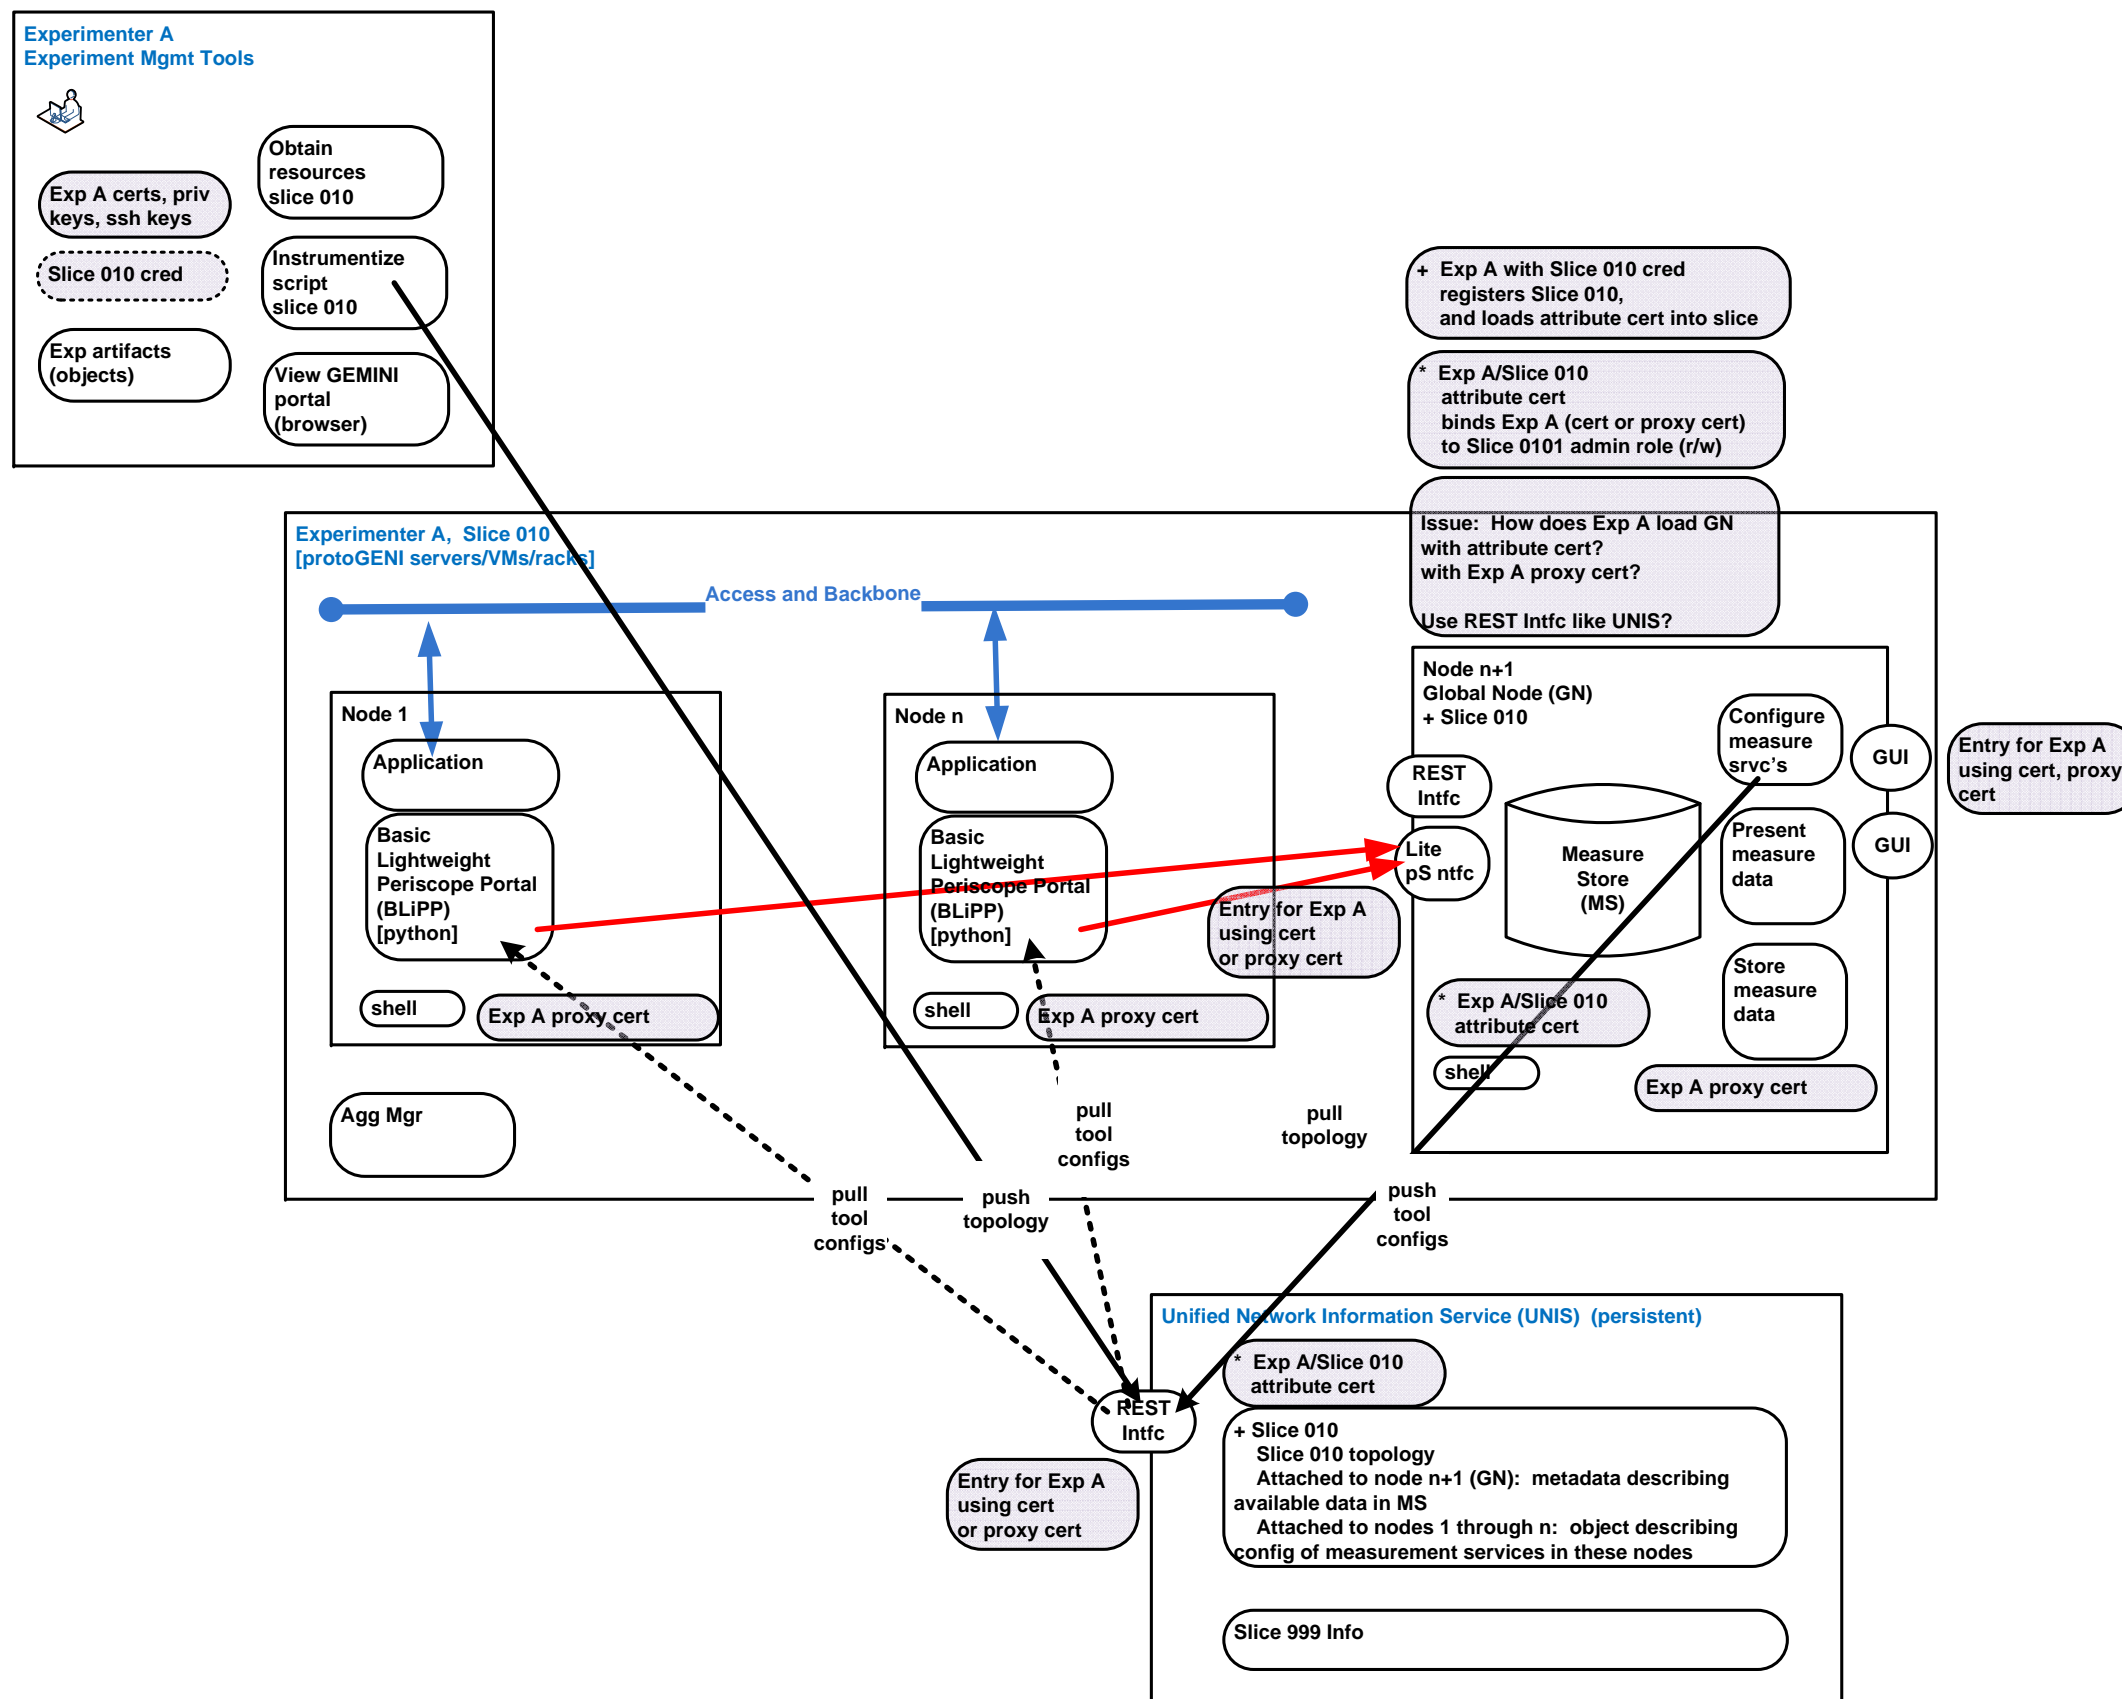 Experimenter A
Experiment Mgmt Tools
Obtain
resources
slice 010
Exp A certs, priv
keys, ssh keys
Slice 010 cred
Instrumentize
script
slice 010
Exp artifacts
(objects)
View GEMINI
portal
(browser)
+ Exp A with Slice 010 cred
registers Slice 010,
and loads attribute cert into slice
* Exp A/Slice 010
attribute cert
binds Exp A (cert or proxy cert)
to Slice 0101 admin role (r/w)
Issue: How does Exp A load GN
with attribute cert?
with Exp A proxy cert?
Use REST Intfc like UNIS?
Experimenter A, Slice 010
[protoGENI servers/VMs/racks]
Access and Backbone
Node 1
Application
Basic
Lightweight
Periscope Portal
(BLiPP)
[python]
shell
Exp A proxy cert
Agg Mgr
Node n
Application
Basic
Lightweight
Periscope Portal
(BLiPP)
[python]
shell
Exp A proxy cert
Entry for Exp A
using cert
or proxy cert
Node n+1
Global Node (GN)
+ Slice 010
REST
Intfc
Lite
pS ntfc
Measure
Store
(MS)
Configure
measure
srvc's
Present
measure
data
Store
measure
data
GUI
GUI
Entry for Exp A
using cert, proxy
cert
* Exp A/Slice 010
attribute cert
shell
Exp A proxy cert
pull
tool
configs
pull
topology
pull
tool
configs
push
topology
push
tool
configs
Unified Network Information Service (UNIS) (persistent)
* Exp A/Slice 010
attribute cert
REST
Intfc
Entry for Exp A
using cert
or proxy cert
+ Slice 010
Slice 010 topology
Attached to node n+1 (GN): metadata describing
available data in MS
Attached to nodes 1 through n: object describing
config of measurement services in these nodes
Slice 999 Info